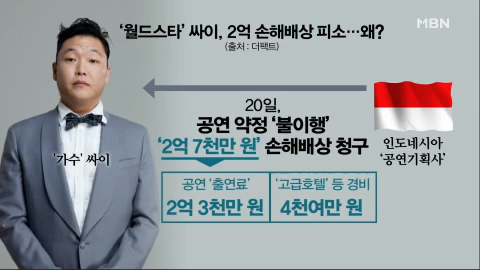 MBN
‘월드스타’ 싸이, 2억 손해배상 피소…왜?
(출처 : 더팩트)
20일,
공연 약정 ‘불이행’
‘2억 7천만 원’ 손해배상 청구
인도네시아
‘공연기획사’
‘가수’ 싸이
공연 ‘출연료’
2억 3천만 원
‘고급호텔’ 등 경비
4천여만 원